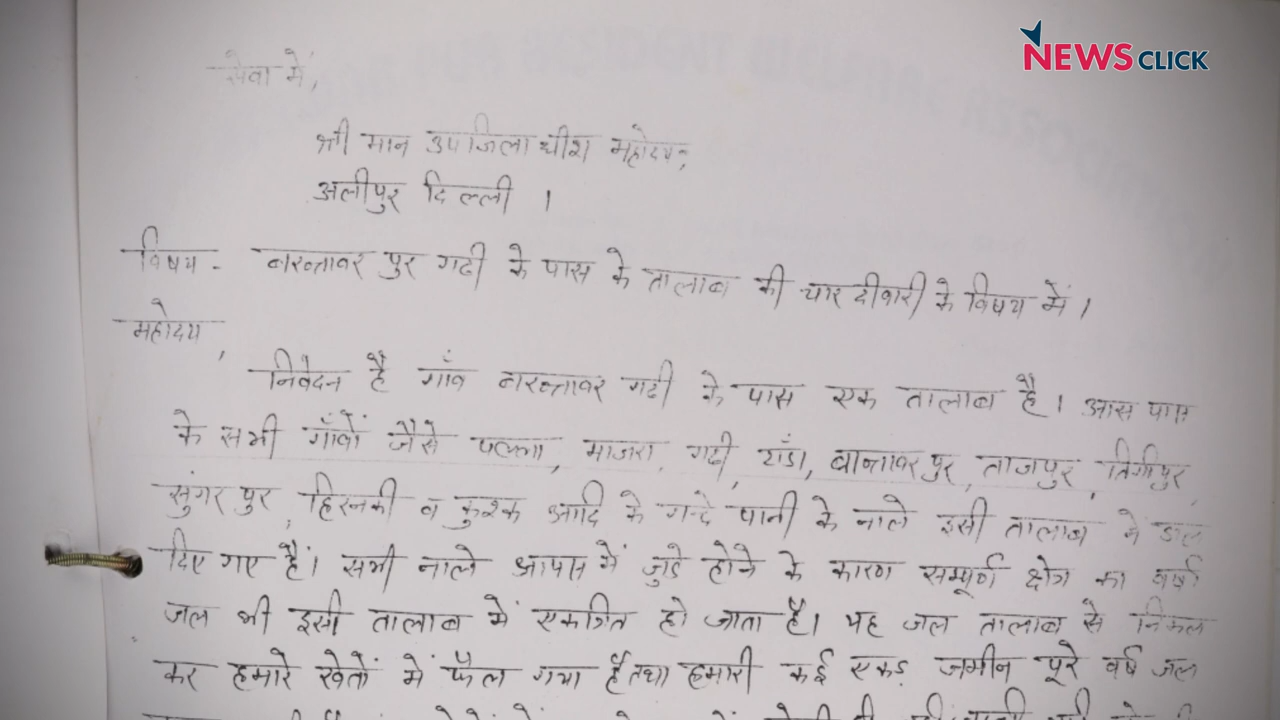 NEWSCLICK
सेवा में,
श्री मान उपजिलाधीश महोदय,
अलीपुर दिल्ली ।
विषय - बख्तावर पुर गढी के पास के तालाब की चार दीवारी के विषय में।
महोदय,
निवेदन है गाँव बख्तावर गढी के पास एक तालाब है। आस पास
के सभी गाँवों जैसे पल्ला, माजरा, गढी, टाँडा, बाक्तावर पुर, ताजपुर, तिगीपुर,
सुंगर पुर, हिरनकी व कुश्क आदि के गन्दे पानी के नाले इसी तालाब में डाल
दिए गए हैं। सभी नाले आपस में जुडे होने के कारण सम्पूर्ण क्षेत्र का वर्षा
जल भी इसी तालाब में एकत्रित हो जाता है। यह जल तालाब से निकल
कर हमारे खेतों में फैल गया है तथा हमारी कई एकड़ जमीन पूरे वर्ष जल